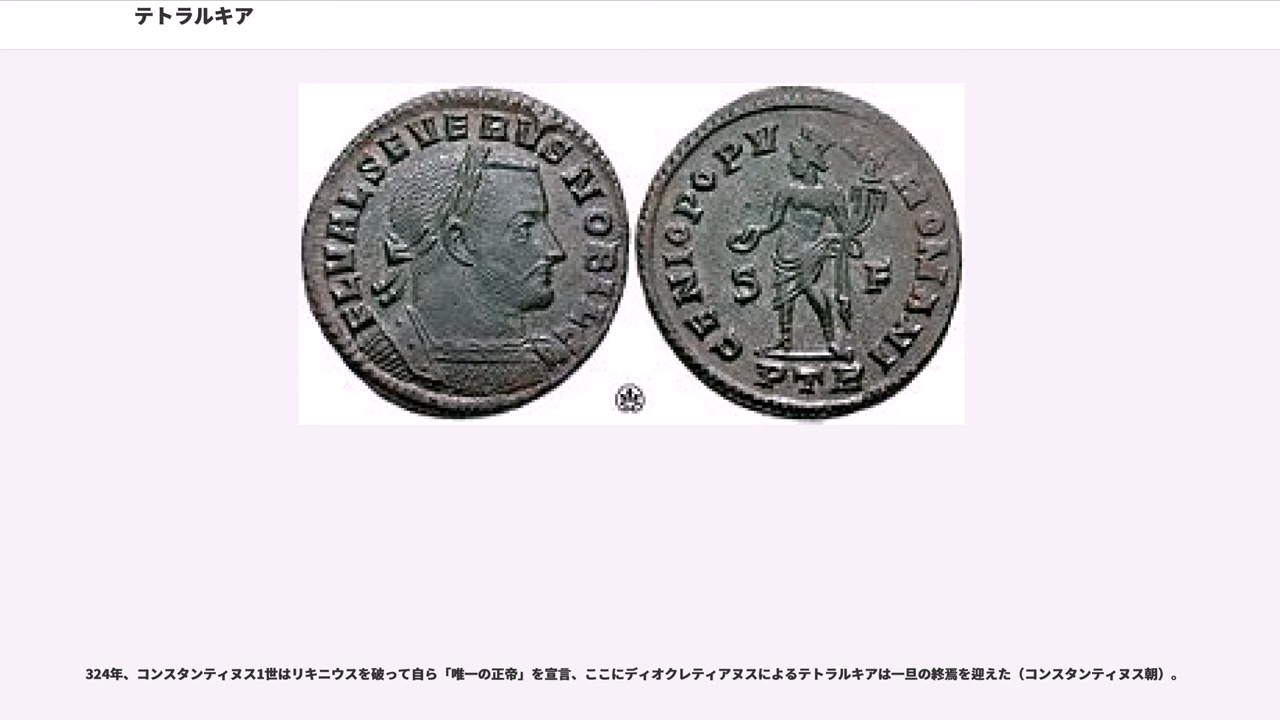 テトラルキア
FL VAL SEVERVS NOB
GENIO POPV
ROMANI
S F
PTR
324年、コンスタンティヌス1世はリキニウスを破って自ら「唯一の正帝」を宣言、ここにディオクレティアヌスによるテトラルキアは一旦の終焉を迎えた（コンスタンティヌス朝）。